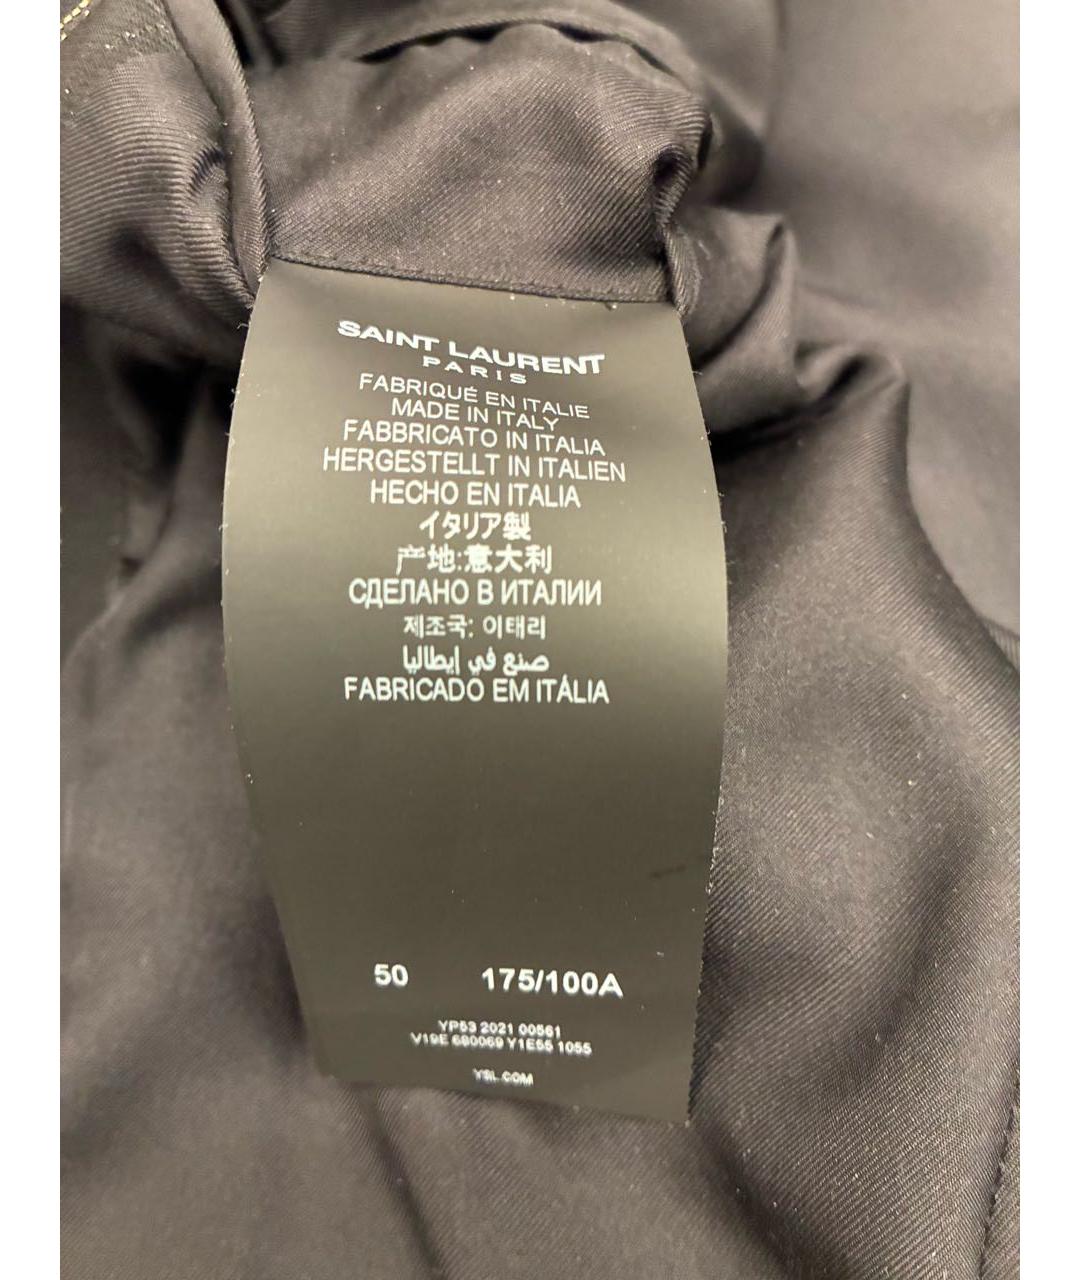 SAINT LAURENT
PARIS
FABRIQUÉ EN ITALIE
MADE IN ITALY
FABBRICATO IN ITALIA
HERGESTELLT IN ITALIEN
HECHO EN ITALIA
イタリア製
产地:意大利
СДЕЛАНО В ИТАЛИИ
제조국: 이태리
صنع في إيطاليا
FABRICADO EM ITÁLIA
50 175/100A
YP53 2021 00561
V19E 680069 Y1E55 1055
YSL.COM